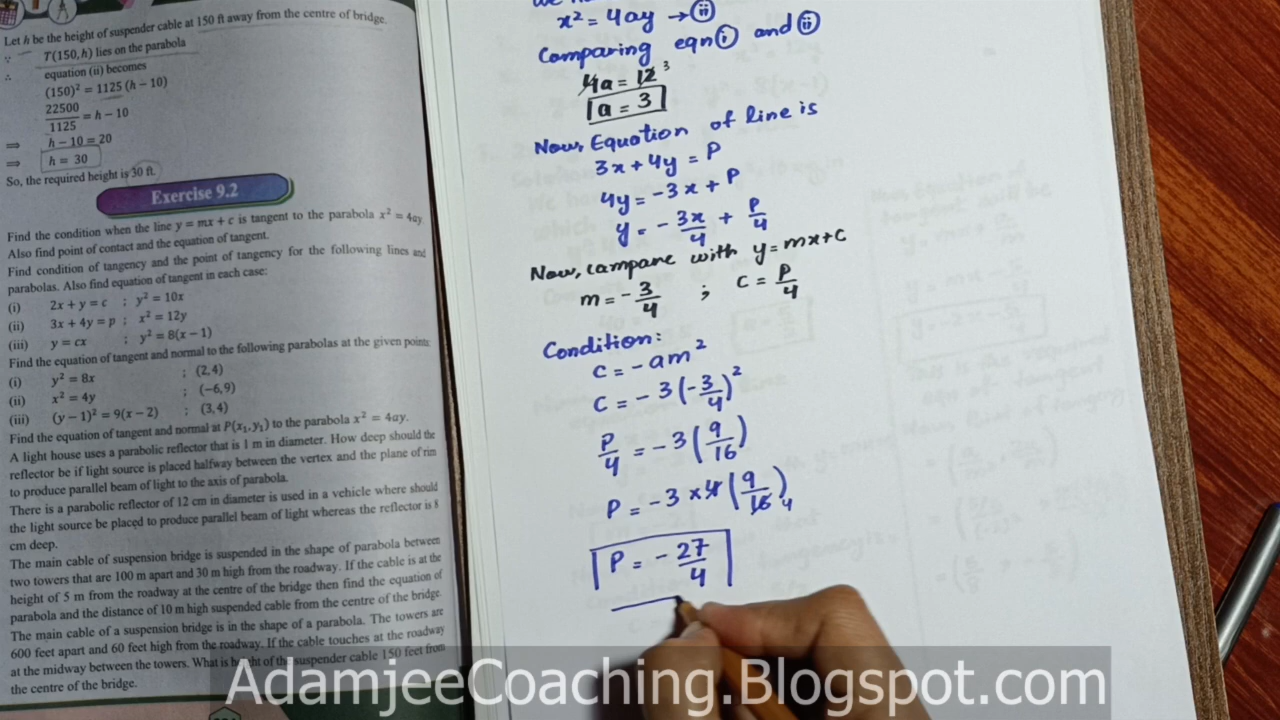 Let h be the height of suspender cable at 150 ft away from the centre of bridge.
∵ T(150, h) lies on the parabola
∴ equation (ii) becomes
(150)² = 1125 (h − 10)
22500/1125 = h − 10
⇒ h − 10 = 20
⇒ h = 30
So, the required height is 30 ft.
Exercise 9.2
Find the condition when the line y = mx + c is tangent to the parabola x² = 4ay.
Also find point of contact and the equation of tangent.
Find condition of tangency and the point of tangency for the following lines and
parabolas. Also find equation of tangent in each case:
(i) 2x + y = c ; y² = 10x
(ii) 3x + 4y = p ; x² = 12y
(iii) y = cx ; y² = 8(x − 1)
Find the equation of tangent and normal to the following parabolas at the given points:
(i) y² = 8x ; (2,4)
(ii) x² = 4y ; (−6,9)
(iii) (y − 1)² = 9(x − 2) ; (3,4)
Find the equation of tangent and normal at P(x₁, y₁) to the parabola x² = 4ay.
A light house uses a parabolic reflector that is 1 m in diameter. How deep should the
reflector be if light source is placed halfway between the vertex and the plane of rim
to produce parallel beam of light to the axis of parabola.
There is a parabolic reflector of 12 cm in diameter is used in a vehicle where should
the light source be placed to produce parallel beam of light whereas the reflector is 8
cm deep.
The main cable of suspension bridge is suspended in the shape of parabola between
two towers that are 100 m apart and 30 m high from the roadway. If the cable is at the
height of 5 m from the roadway at the centre of the bridge then find the equation of
parabola and the distance of 10 m high suspended cable from the centre of the bridge.
The main cable of a suspension bridge is in the shape of a parabola. The towers are
600 feet apart and 60 feet high from the roadway. If the cable touches at the roadway
at the midway between the towers. What is height of the suspender cable 150 feet from
the centre of the bridge.
x² = 4ay → (ii)
Comparing eqn (i) and (ii)
4a = 12 3
a = 3
Now, Equation of line is
3x + 4y = P
4y = −3x + P
y = −3x/4 + P/4
Now, campare with y = mx + c
m = −3/4 ; c = P/4
Condition:
c = −am²
c = −3(−3/4)²
P/4 = −3(9/16)
P = −3 × 4(9/16) 4
P = −27/4
AdamjeeCoaching.Blogspot.com